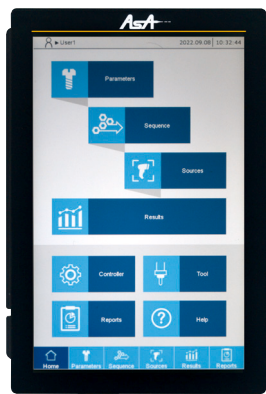 AsA
User1 2022.09.08 10:32:44
Parameters
Sequence
Sources
Results
Controller Tool
Reports Help
Home Parameters Sequence Sources Results Reports